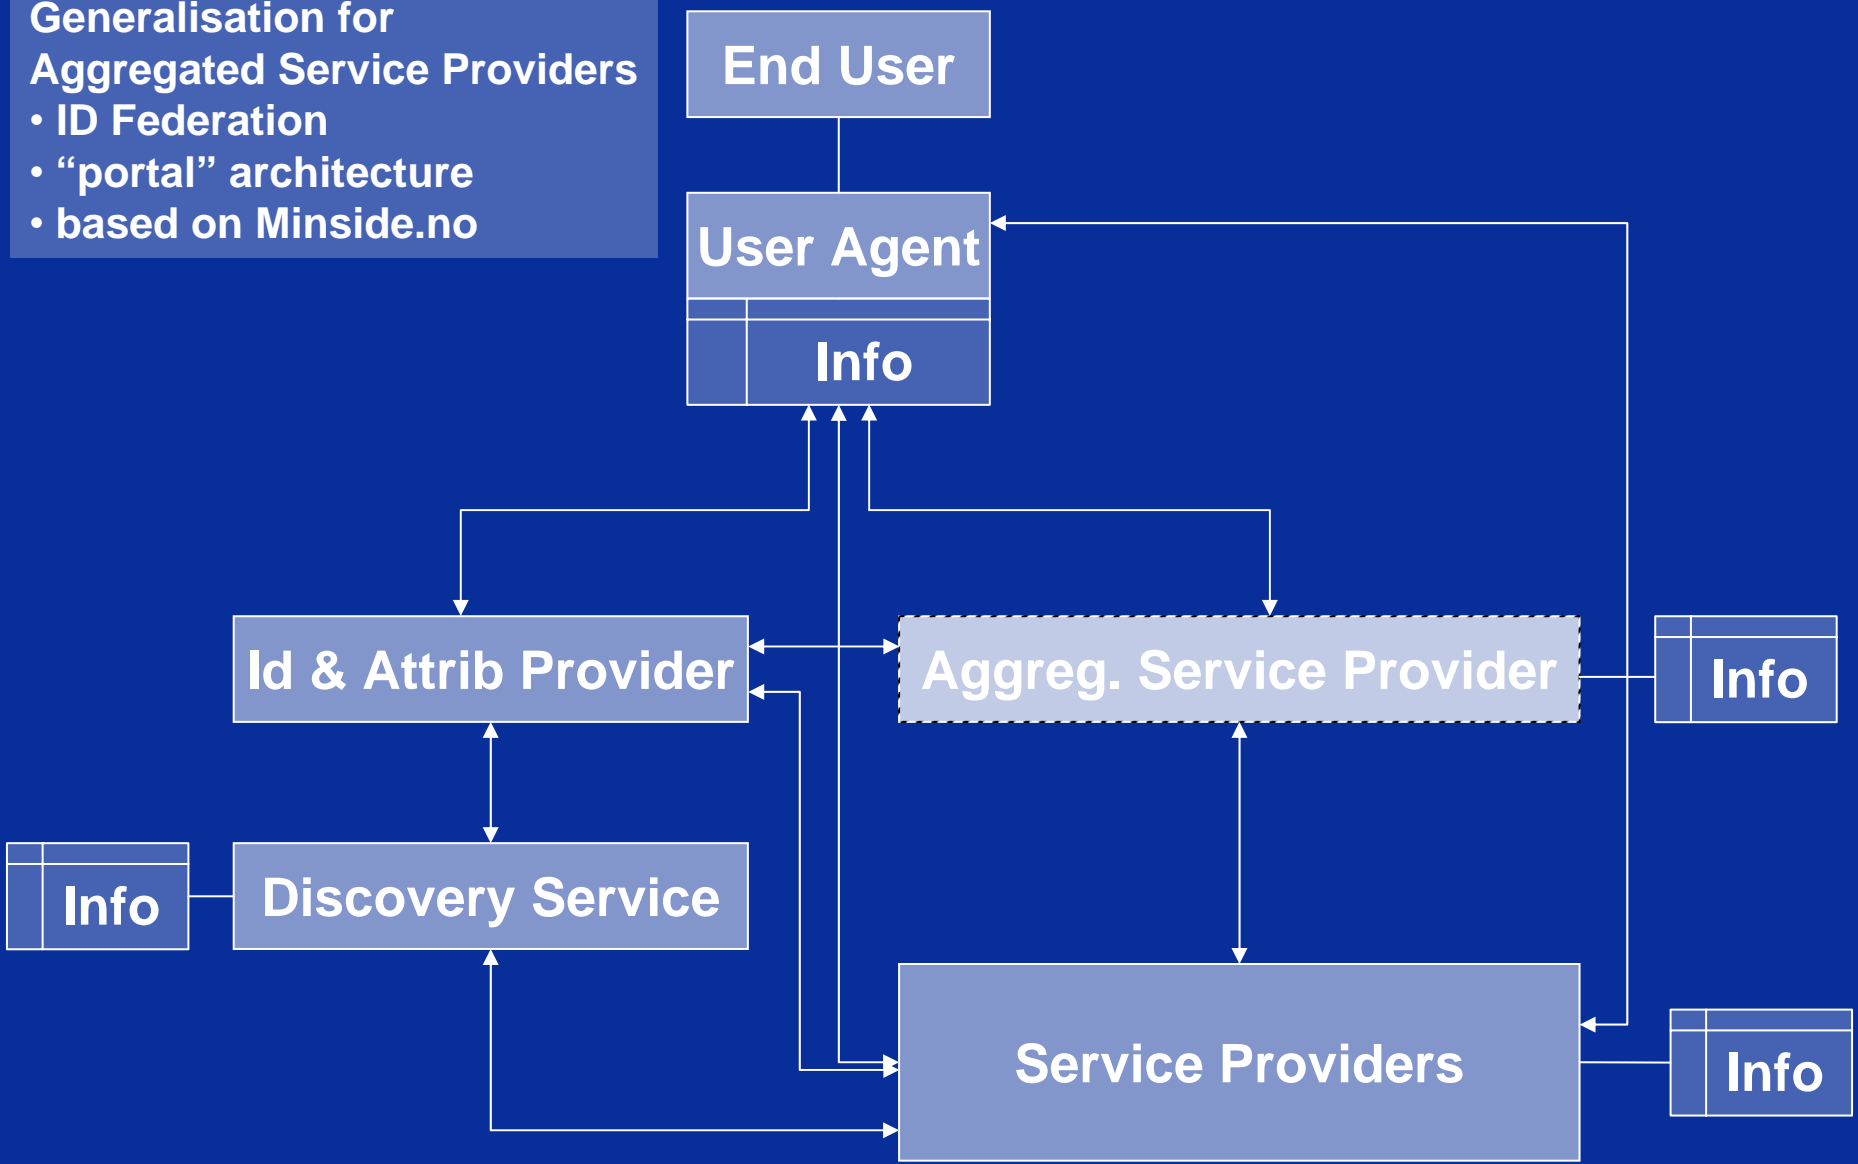 Generalisation for
Aggregated Service Providers
• ID Federation
• “portal” architecture
• based on Minside.no
End User
User Agent
Info
Id & Attrib Provider
Aggreg. Service Provider
Info
Info
Discovery Service
Service Providers
Info